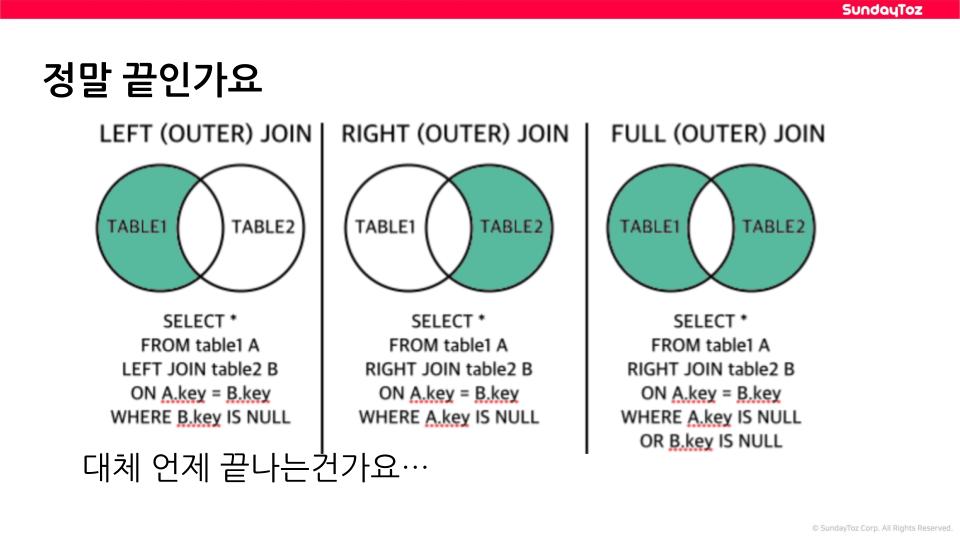 SundayToz
정말 끝인가요
LEFT (OUTER) JOIN
TABLE1
TABLE2
SELECT *
FROM table1 A
LEFT JOIN table2 B
ON A.key = B.key
WHERE B.key IS NULL
RIGHT (OUTER) JOIN
TABLE1
TABLE2
SELECT *
FROM table1 A
RIGHT JOIN table2 B
ON A.key = B.key
WHERE A.key IS NULL
FULL (OUTER) JOIN
TABLE1
TABLE2
SELECT *
FROM table1 A
RIGHT JOIN table2 B
ON A.key = B.key
WHERE A.key IS NULL
OR B.key IS NULL
대체 언제 끝나는건가요…
© SundayToz Corp. All Rights Reserved.